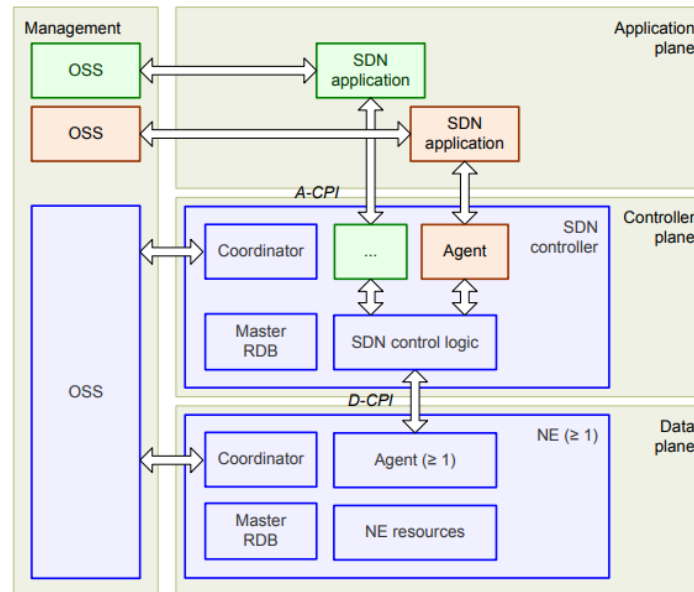 Management
Application
plane
OSS
SDN
application
OSS
SDN
application
A-CPI
Controller
plane
SDN
controller
Coordinator
...
Agent
Master
RDB
SDN control logic
OSS
D-CPI
Data
plane
NE (≥ 1)
Coordinator
Agent (≥ 1)
Master
RDB
NE resources